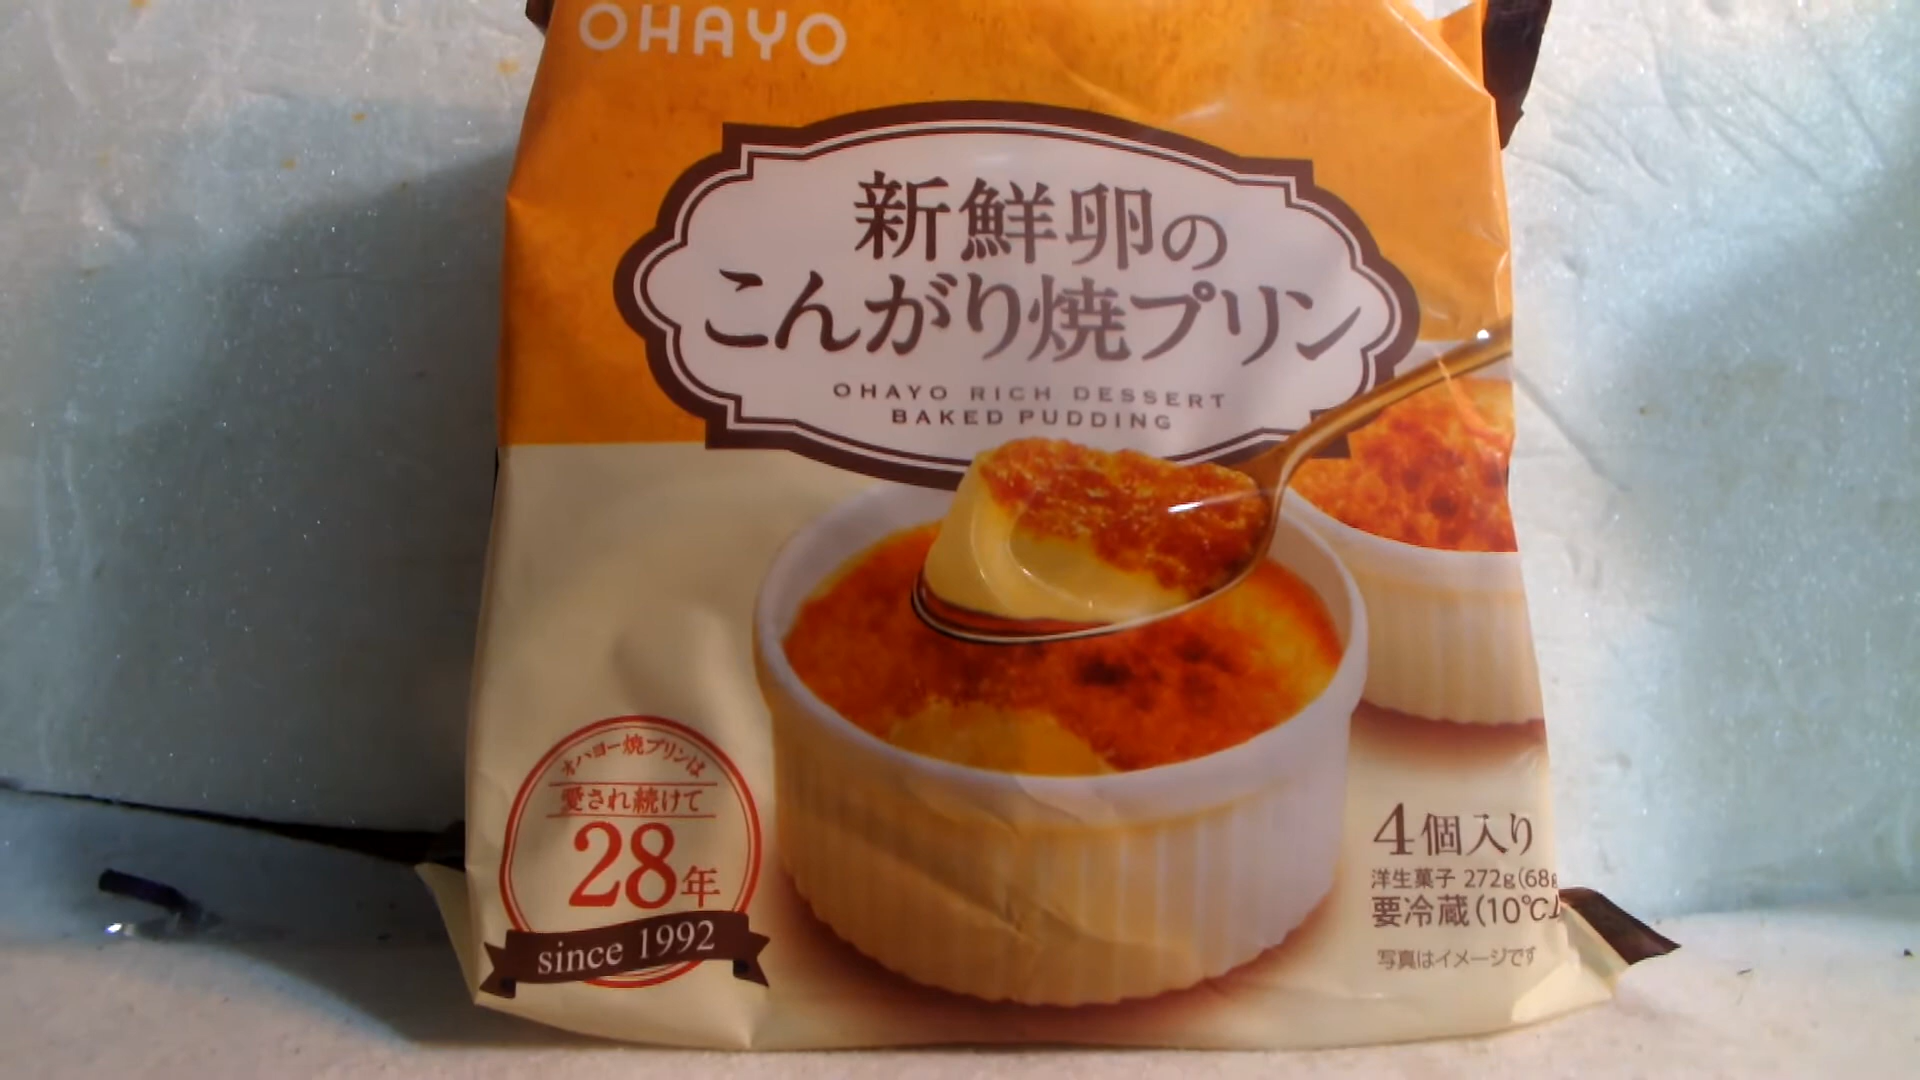 OHAYO
新鮮卵の
こんがり焼プリン
OHAYO RICH DESSERT
BAKED PUDDING
オハヨー焼プリンは
愛され続けて
28年
since 1992
4個入り
洋生菓子 272g(68g
要冷蔵(10℃
写真はイメージです